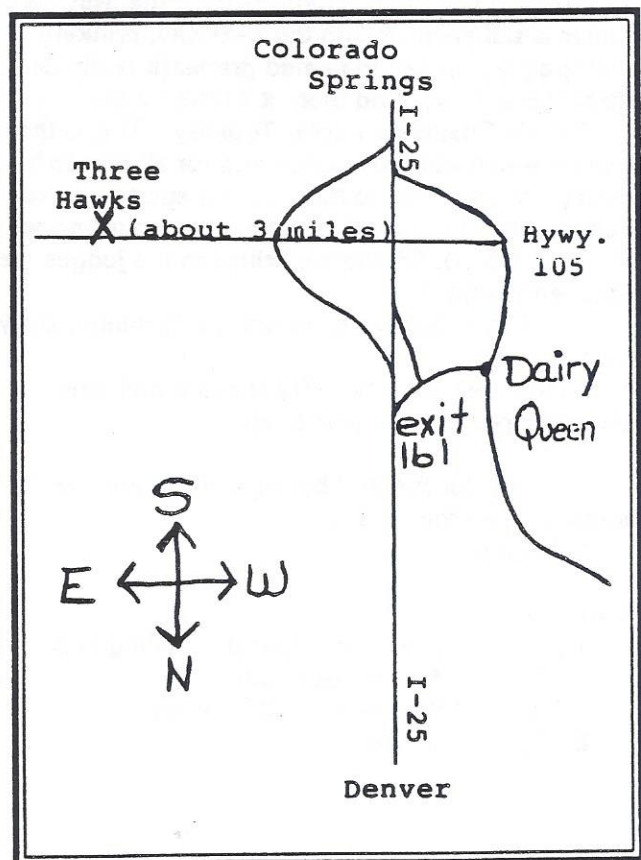 Colorado
Springs
I-25
Three
Hawks
X (about 3 miles)
Hywy.
105
Dairy
Queen
exit
161
S
E W
N
I-25
Denver